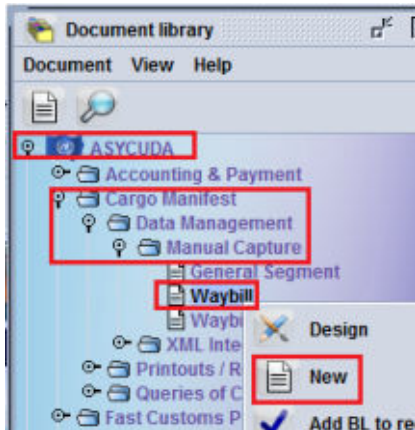 Document library
Document View Help
ASYCUDA
Accounting & Payment
Cargo Manifest
Data Management
Manual Capture
General Segment
Waybill
Design
XML
New
Printouts / R
Queries of C
Fast Customs P
Add BL to re